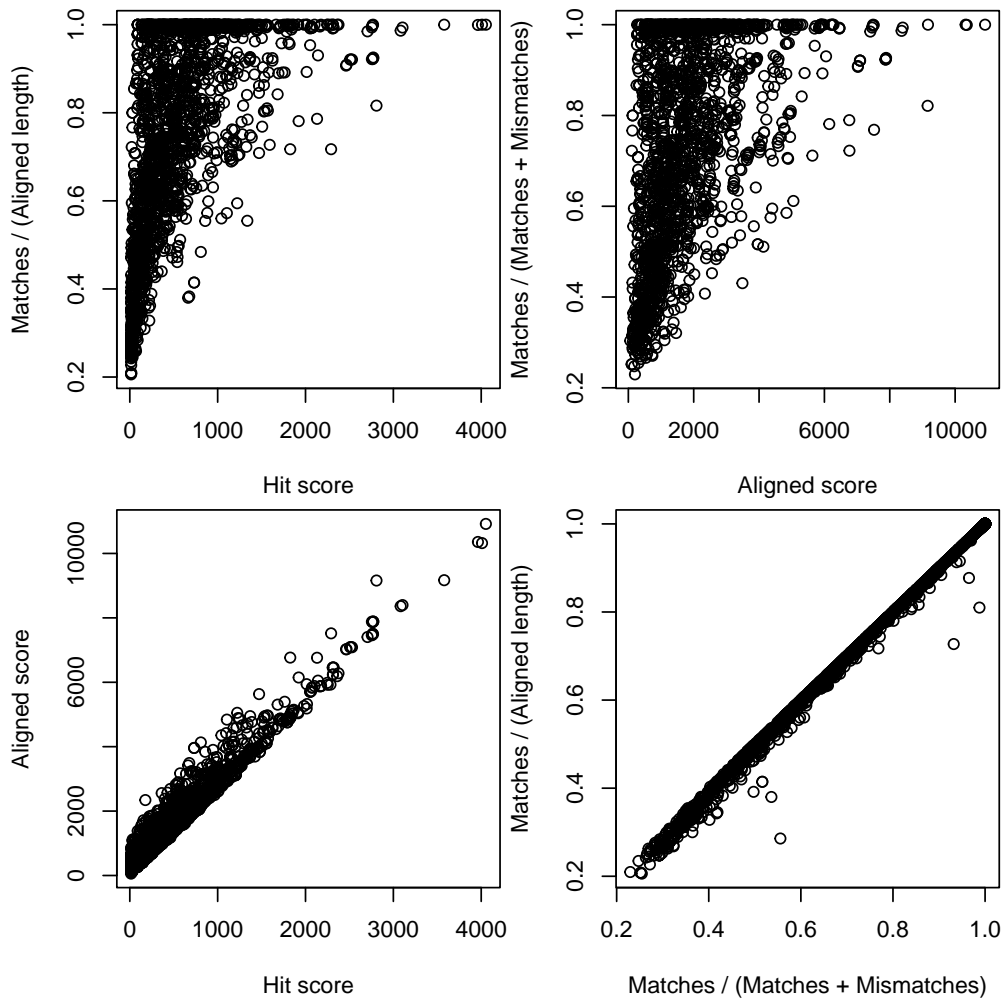 Matches / (Aligned length)
1.0
0.8
0.6
0.4
0.2
0 1000 2000 3000 4000
Hit score
Matches / (Matches + Mismatches)
1.0
0.8
0.6
0.4
0.2
0 2000 6000 10000
Aligned score
Aligned score
10000
6000
2000
0
0 1000 2000 3000 4000
Hit score
Matches / (Aligned length)
1.0
0.8
0.6
0.4
0.2
0.2 0.4 0.6 0.8 1.0
Matches / (Matches + Mismatches)